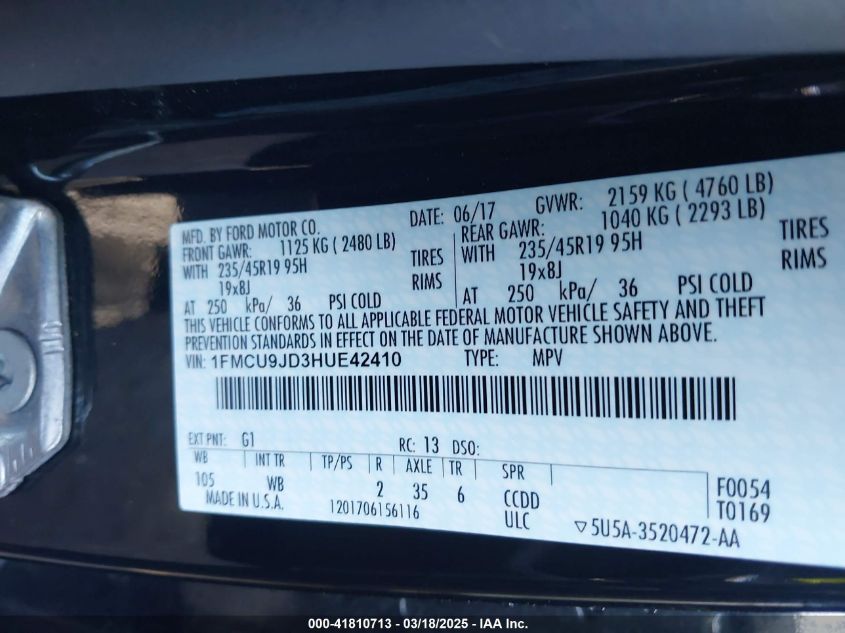 MFD. BY FORD MOTOR CO. DATE: 06/17 GVWR: 2159 KG ( 4760 LB)
FRONT GAWR: 1125 KG ( 2480 LB) REAR GAWR: 1040 KG ( 2293 LB)
WITH 235/45R19 95H TIRES WITH 235/45R19 95H TIRES
19x8J RIMS 19x8J RIMS
AT 250 kPa/ 36 PSI COLD AT 250 kPa/ 36 PSI COLD
THIS VEHICLE CONFORMS TO ALL APPLICABLE FEDERAL MOTOR VEHICLE SAFETY AND THEFT
PREVENTION STANDARDS IN EFFECT ON THE DATE OF MANUFACTURE SHOWN ABOVE.
VIN: 1FMCU9JD3HUE42410 TYPE: MPV
EXT PNT: G1 RC: 13 DSO:
WB INT TR TP/PS R AXLE TR SPR
105 WB 2 35 6 CCDD F0054
MADE IN U.S.A. 1201706156116 ULC T0169
▽5U5A-3520472-AA
000-41810713 - 03/18/2025 - IAA Inc.